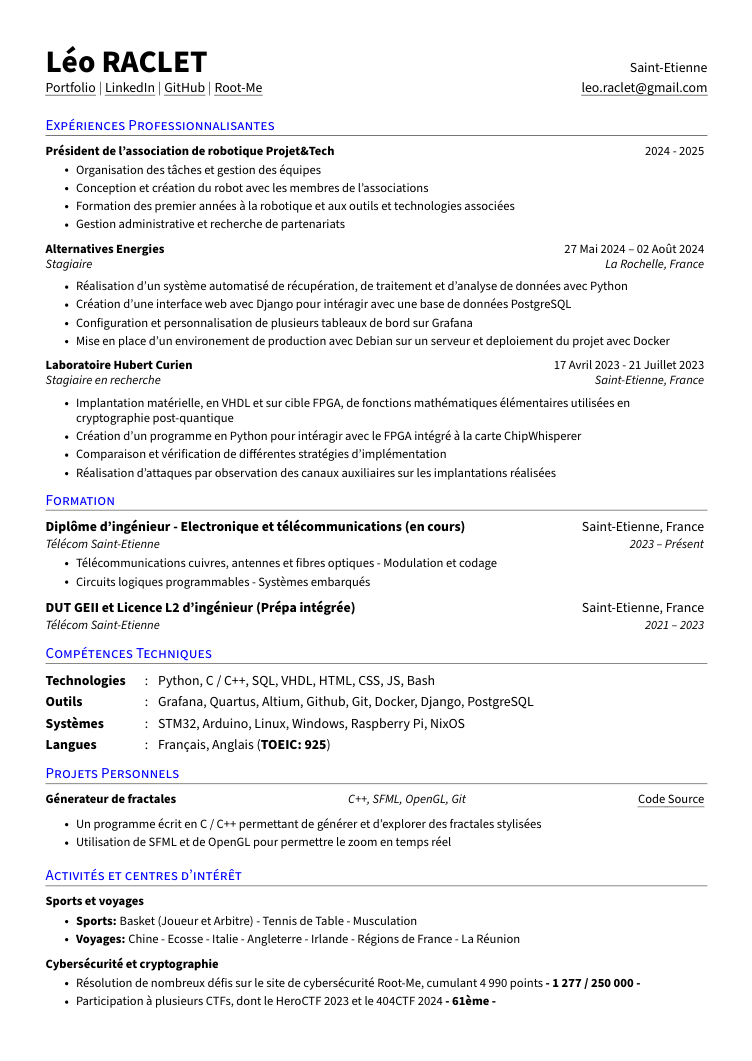 Léo RACLET
Saint-Etienne
Portfolio | LinkedIn | GitHub | Root-Me
leo.raclet@gmail.com
Expériences Professionnalisantes
Président de l'association de robotique Projet&Tech 2024 - 2025
• Organisation des tâches et gestion des équipes
• Conception et création du robot avec les membres de l'associations
• Formation des premier années à la robotique et aux outils et technologies associées
• Gestion administrative et recherche de partenariats
Alternatives Energies 27 Mai 2024 – 02 Août 2024
Stagiaire La Rochelle, France
• Réalisation d'un système automatisé de récupération, de traitement et d'analyse de données avec Python
• Création d'une interface web avec Django pour intéragir avec une base de données PostgreSQL
• Configuration et personnalisation de plusieurs tableaux de bord sur Grafana
• Mise en place d'un environement de production avec Debian sur un serveur et deploiement du projet avec Docker
Laboratoire Hubert Curien 17 Avril 2023 - 21 Juillet 2023
Stagiaire en recherche Saint-Etienne, France
• Implantation matérielle, en VHDL et sur cible FPGA, de fonctions mathématiques élémentaires utilisées en
cryptographie post-quantique
• Création d'un programme en Python pour intéragir avec le FPGA intégré à la carte ChipWhisperer
• Comparaison et vérification de différentes stratégies d'implémentation
• Réalisation d'attaques par observation des canaux auxiliaires sur les implantations réalisées
Formation
Diplôme d'ingénieur - Electronique et télécommunications (en cours) Saint-Etienne, France
Télécom Saint-Etienne 2023 – Présent
• Télécommunications cuivres, antennes et fibres optiques - Modulation et codage
• Circuits logiques programmables - Systèmes embarqués
DUT GEII et Licence L2 d'ingénieur (Prépa intégrée) Saint-Etienne, France
Télécom Saint-Etienne 2021 – 2023
Compétences Techniques
Technologies : Python, C / C++, SQL, VHDL, HTML, CSS, JS, Bash
Outils : Grafana, Quartus, Altium, Github, Git, Docker, Django, PostgreSQL
Systèmes : STM32, Arduino, Linux, Windows, Raspberry Pi, NixOS
Langues : Français, Anglais (TOEIC: 925)
Projets Personnels
Génerateur de fractales C++, SFML, OpenGL, Git Code Source
• Un programme écrit en C / C++ permettant de générer et d'explorer des fractales stylisées
• Utilisation de SFML et de OpenGL pour permettre le zoom en temps réel
Activités et centres d'intérêt
Sports et voyages
• Sports: Basket (Joueur et Arbitre) - Tennis de Table - Musculation
• Voyages: Chine - Ecosse - Italie - Angleterre - Irlande - Régions de France - La Réunion
Cybersécurité et cryptographie
• Résolution de nombreux défis sur le site de cybersécurité Root-Me, cumulant 4 990 points - 1 277 / 250 000 -
• Participation à plusieurs CTFs, dont le HeroCTF 2023 et le 404CTF 2024 - 61ème -